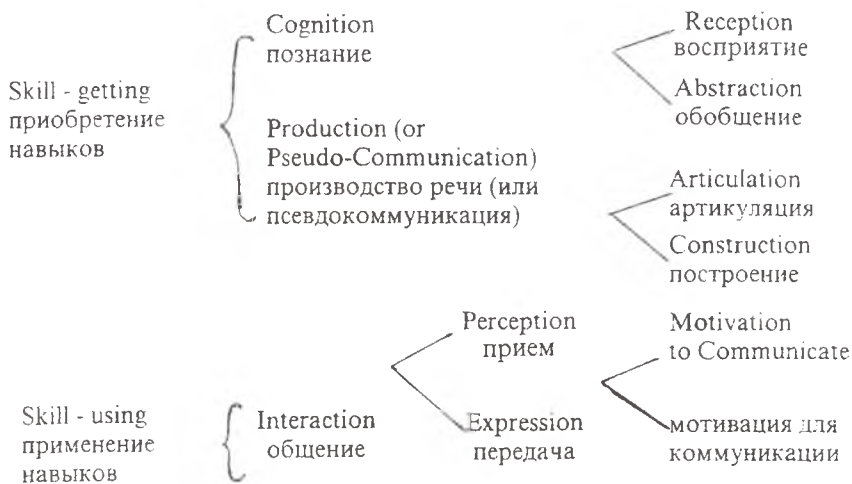 Skill - getting
приобретение
навыков
Cognition
познание
Production (or
Pseudo-Communication)
производство речи (или
псевдокоммуникация)
Reception
восприятие
Abstraction
обобщение
Articulation
артикуляция
Construction
построение
Skill - using
применение
навыков
Interaction
общение
Perception
прием
Expression
передача
Motivation
to Communicate
мотивация для
коммуникации